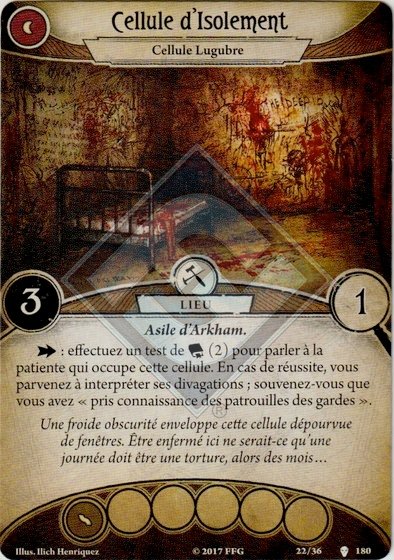 Cellule d'Isolement
Cellule Lugubre
THE DEEP
3
LIEU
1
Asile d'Arkham.
: effectuez un test de (2) pour parler à la
patiente qui occupe cette cellule. En cas de réussite, vous
parvenez à interpréter ses divagations ; souvenez-vous que
vous avez « pris connaissance des patrouilles des gardes ».
Une froide obscurité enveloppe cette cellule dépourvue
de fenêtres. Être enfermé ici ne serait-ce qu'une
journée doit être une torture, alors des mois…
®
Illus. Ilich Henriquez
© 2017 FFG
22/36
180